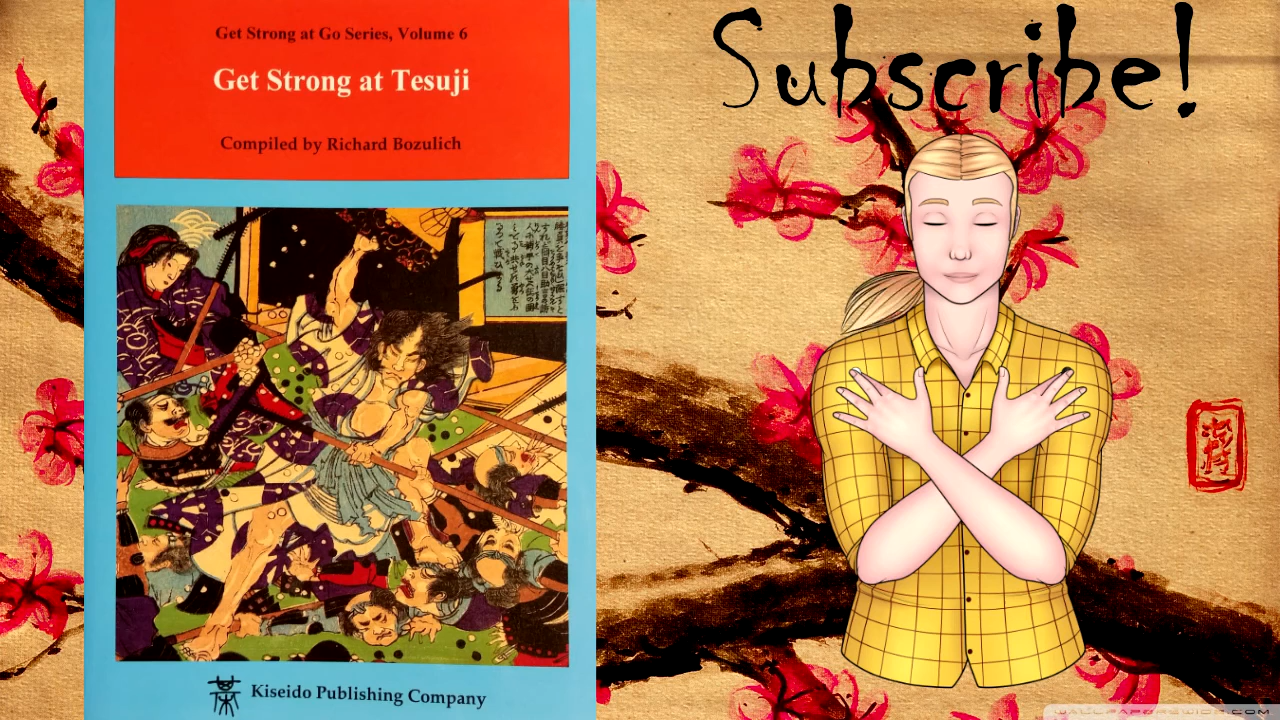 Get Strong at Go Series, Volume 6
Get Strong at Tesuji
Compiled by Richard Bozulich
Kiseido Publishing Company
Subscribe!